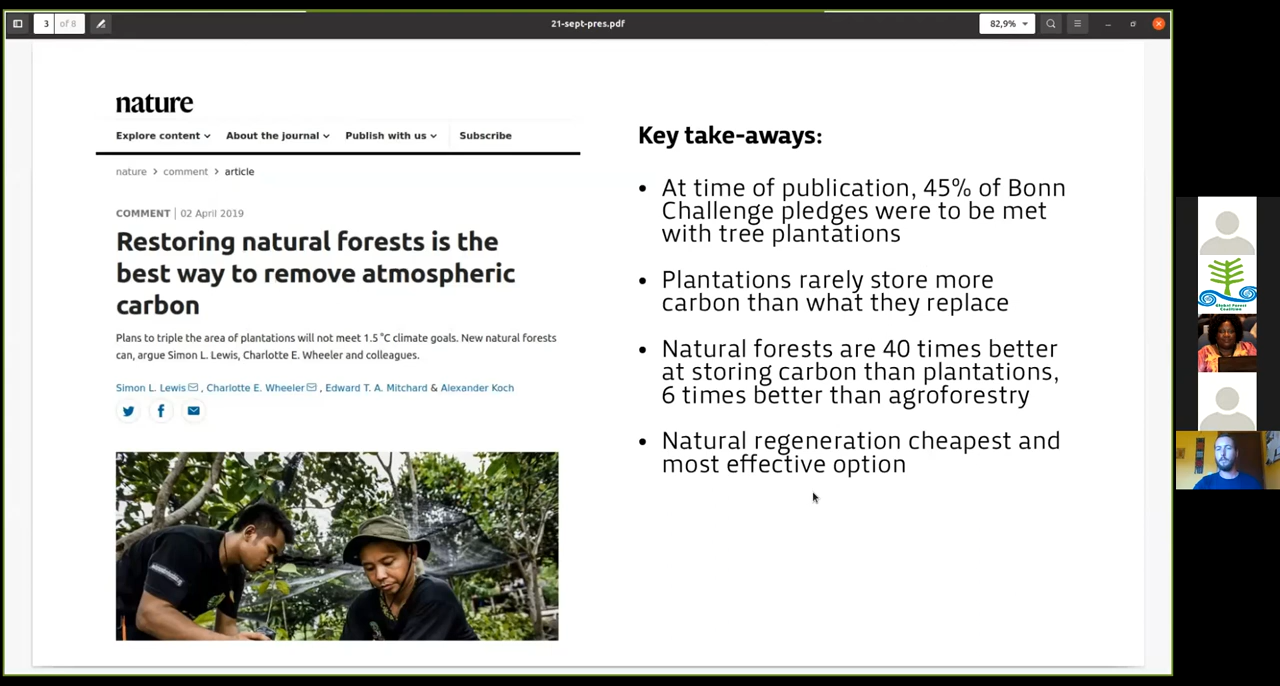 3 of 8
21-sept-pres.pdf
82,9%
nature
Explore content About the journal Publish with us Subscribe
nature > comment > article
COMMENT | 02 April 2019
Restoring natural forests is the
best way to remove atmospheric
carbon
Plans to triple the area of plantations will not meet 1.5 °C climate goals. New natural forests
can, argue Simon L. Lewis, Charlotte E. Wheeler and colleagues.
Simon L. Lewis, Charlotte E. Wheeler, Edward T. A. Mitchard & Alexander Koch
Key take-aways:
• At time of publication, 45% of Bonn
Challenge pledges were to be met
with tree plantations
• Plantations rarely store more
carbon than what they replace
• Natural forests are 40 times better
at storing carbon than plantations,
6 times better than agroforestry
• Natural regeneration cheapest and
most effective option
Global Forest
Coalition